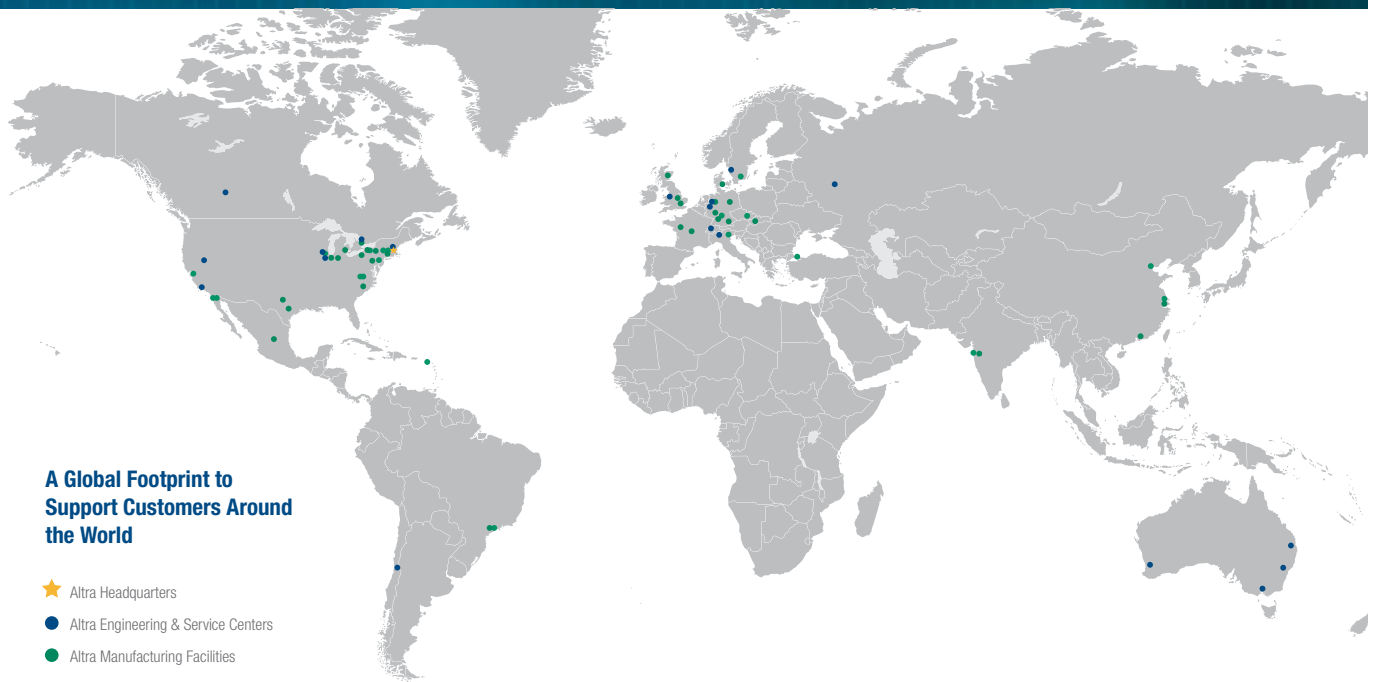 A Global Footprint to
Support Customers Around
the World
Altra Headquarters
Altra Engineering & Service Centers
Altra Manufacturing Facilities